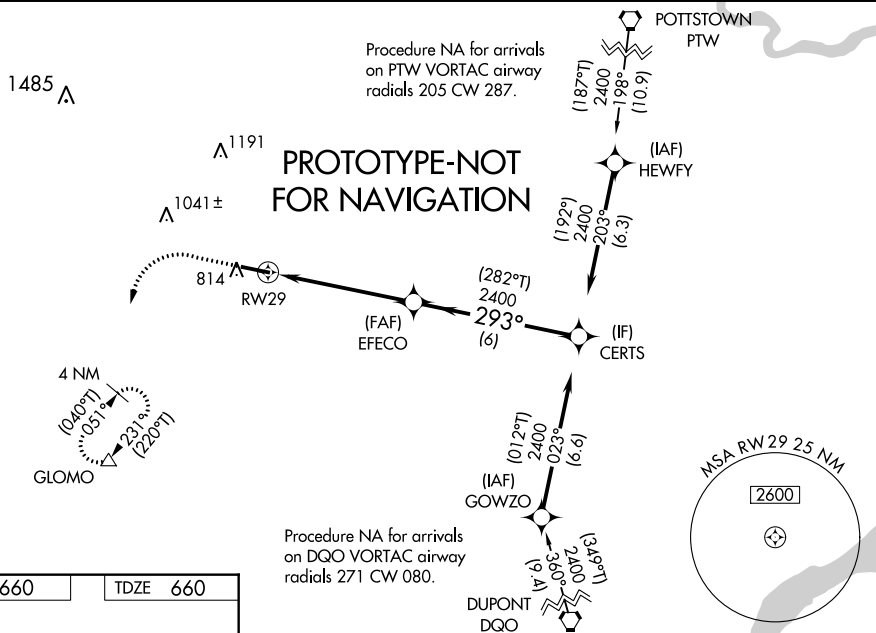 POTTSTOWN
PTW
Procedure NA for arrivals
on PTW VORTAC airway
radials 205 CW 287.
(187°T)
2400
198°
(10.9)
1485
1191
PROTOTYPE-NOT
FOR NAVIGATION
(IAF)
HEWFY
1041±
(192°T)
2400
203°
(6.3)
814
RW29
(282°T)
2400
293°
(6)
(FAF)
EFECO
(IF)
CERTS
4 NM
(040°T)
051°
231°
(220°T)
GLOMO
(012°T)
2400
023°
(6.6)
(IAF)
GOWZO
MSA RW29 25 NM
2600
Procedure NA for arrivals
on DQO VORTAC airway
radials 271 CW 080.
(349°T)
2400
360°
(9.4)
DUPONT
DQO
660
TDZE 660